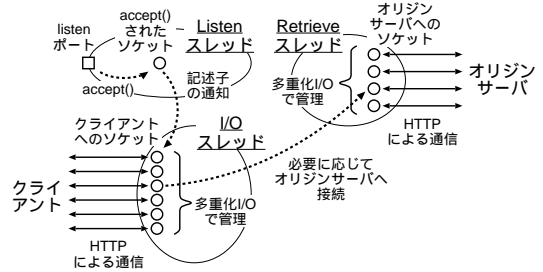 listen
ポート
accept()
された
ソケット
Listen
スレッド
accept()
記述子
の通知
Retrieve
スレッド
オリジン
サーバへの
ソケット
多重化I/O
で管理
オリジン
サーバ
HTTP
による通信
クライアント
へのソケット
I/O
スレッド
クライ
アント
多重化I/O
で管理
必要に応じて
オリジンサーバへ
接続
HTTP
による通信